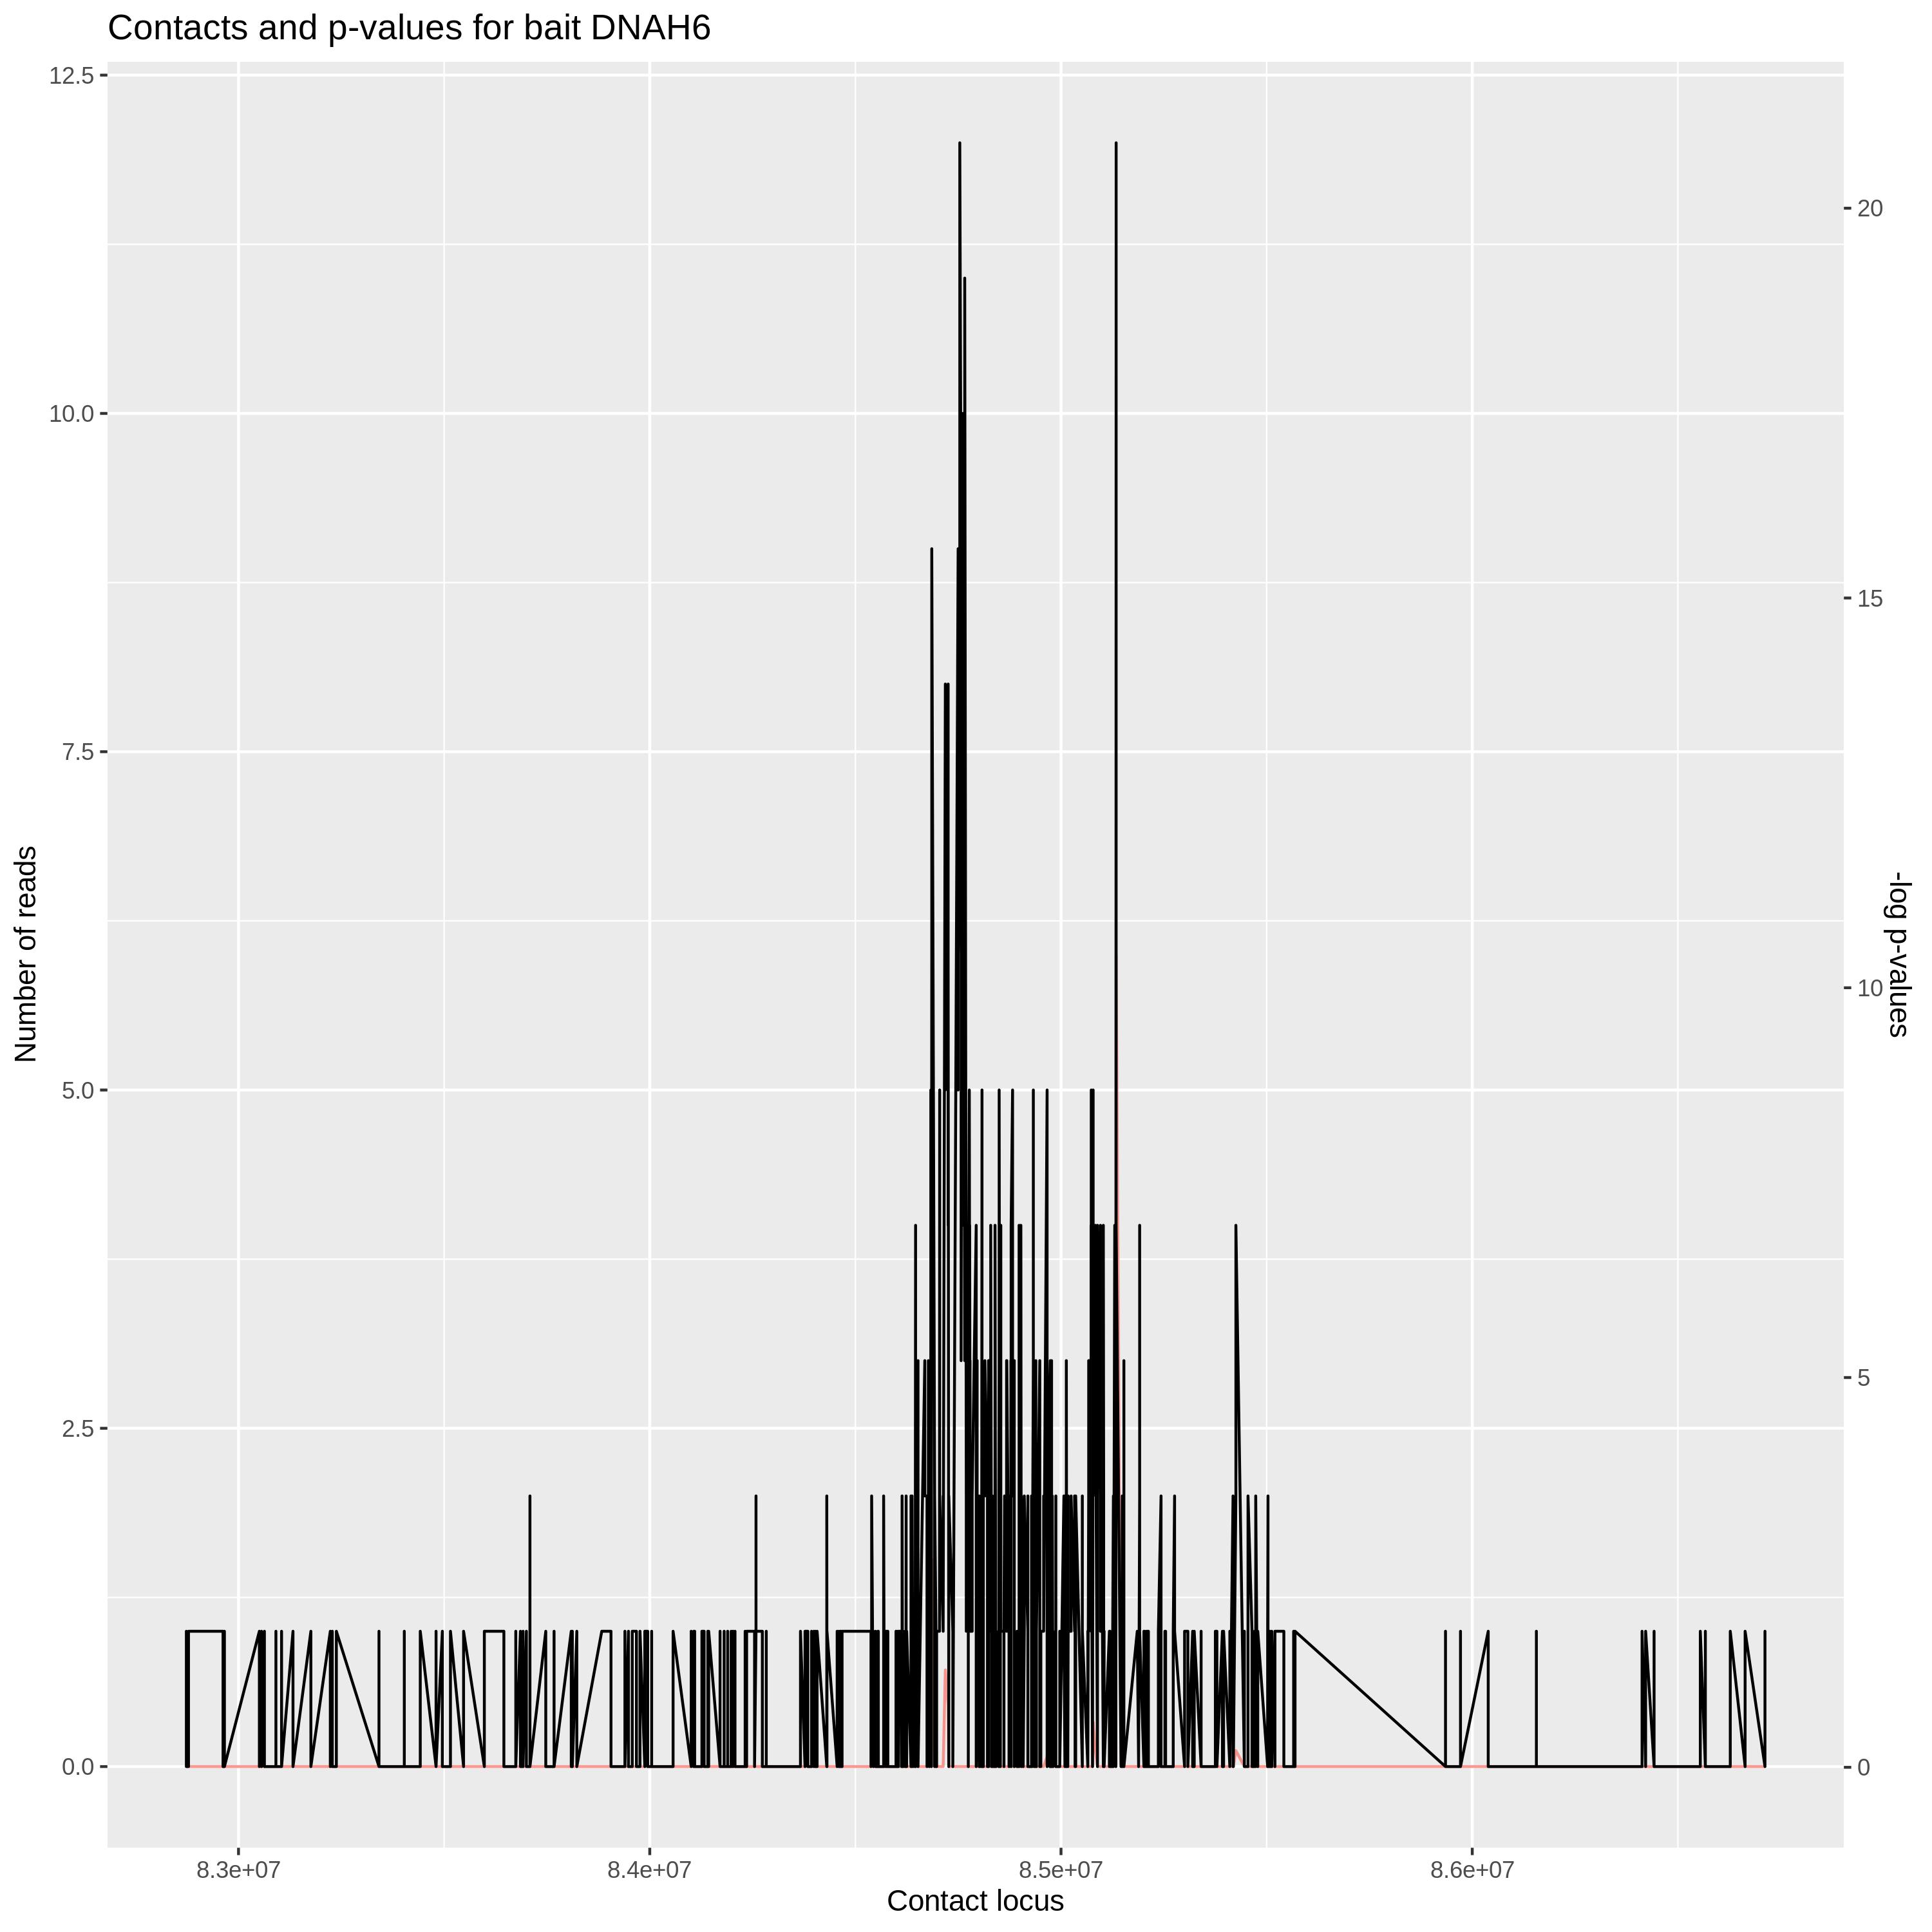 Contacts and p-values for bait DNAH6
12.5
10.0
7.5
5.0
2.5
0.0
Number of reads
20
15
10
5
0
-log p-values
8.3e+07
8.4e+07
8.5e+07
8.6e+07
Contact locus